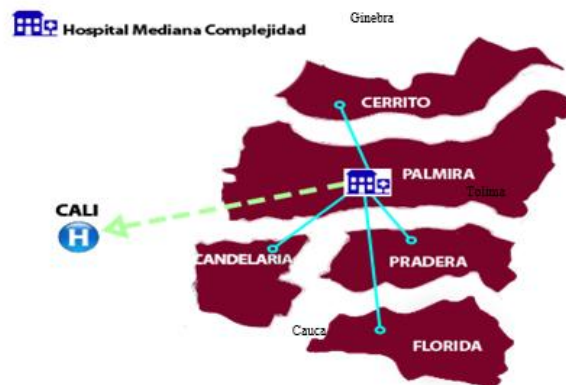 Ginebra
Hospital Mediana Complejidad
CERRITO
PALMIRA
Tolima
CALI
H
CANDELARIA
PRADERA
Cauca
FLORIDA